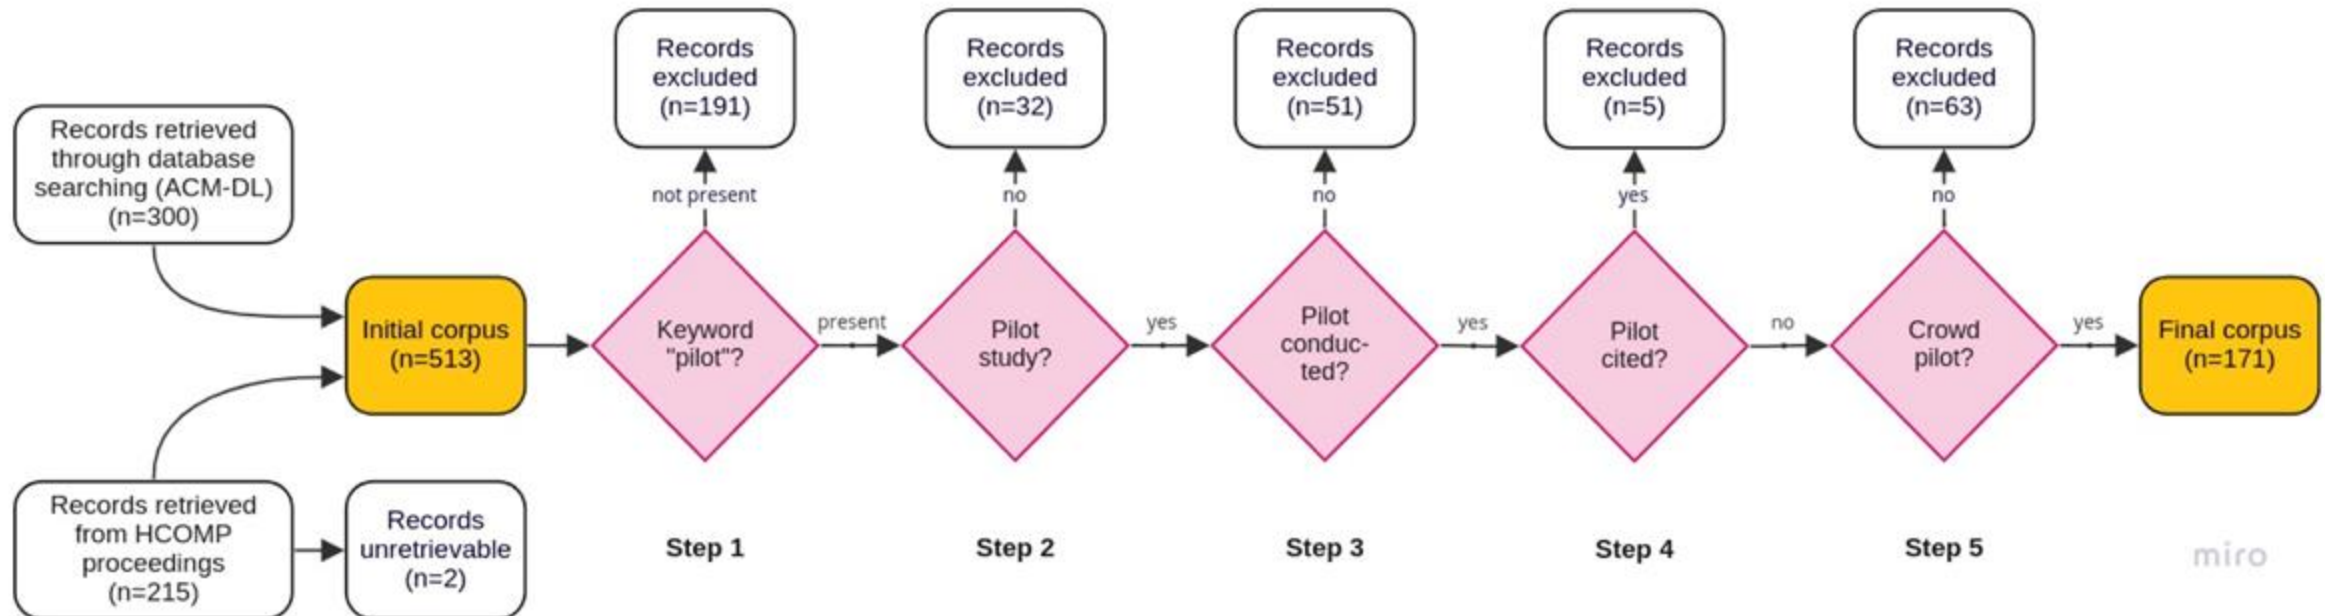 Records retrieved
through database
searching (ACM-DL)
(n=300)
Records retrieved
from HCOMP
proceedings
(n=215)
Records
unretrievable
(n=2)
Initial corpus
(n=513)
Records
excluded
(n=191)
not present
Keyword
"pilot"?
present
Step 1
Records
excluded
(n=32)
no
Pilot
study?
yes
Step 2
Records
excluded
(n=51)
no
Pilot
conduc-
ted?
yes
Step 3
Records
excluded
(n=5)
yes
Pilot
cited?
no
Step 4
Records
excluded
(n=63)
no
Crowd
pilot?
yes
Step 5
Final corpus
(n=171)
miro